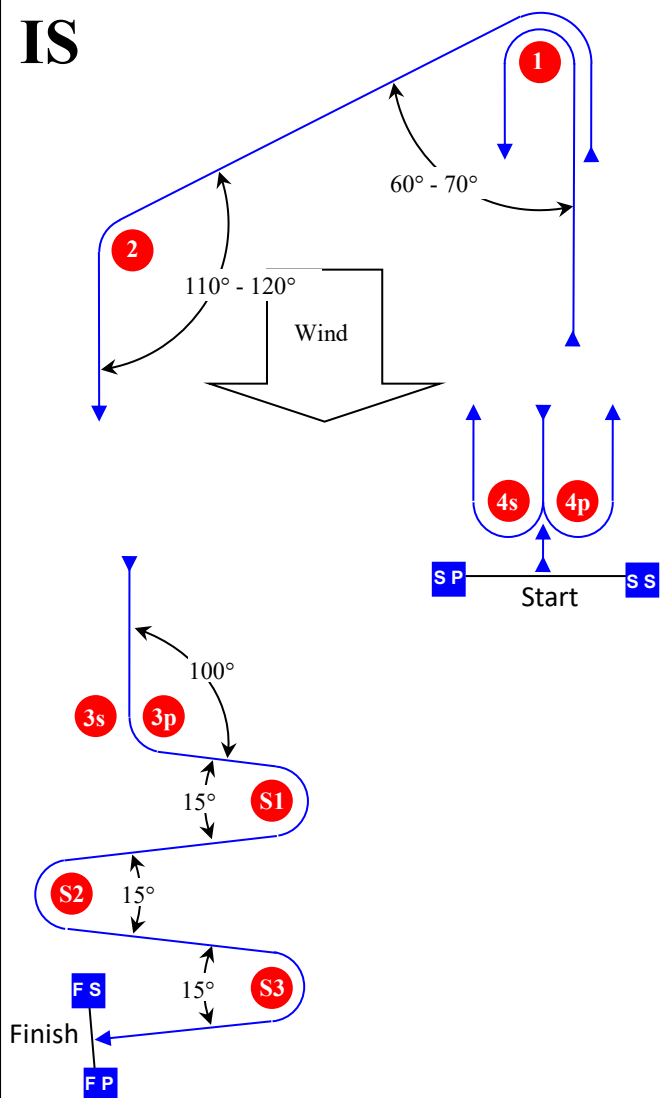 IS
1
60° - 70°
2
110° - 120°
Wind
4s
4p
S P
S S
Start
100°
3s
3p
15°
S1
15°
S2
15°
S3
F S
Finish
F P